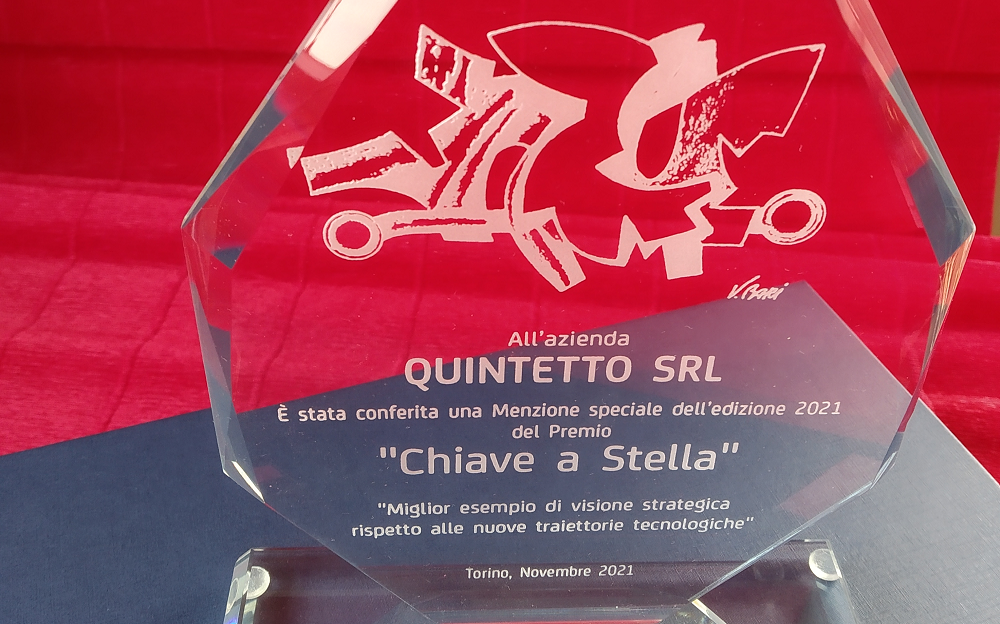 V. BARI
All'azienda
QUINTETTO SRL
È stata conferita una Menzione speciale dell'edizione 2021
del Premio
"Chiave a Stella"
"Miglior esempio di visione strategica
rispetto alle nuove traiettorie tecnologiche"
Torino, Novembre 2021